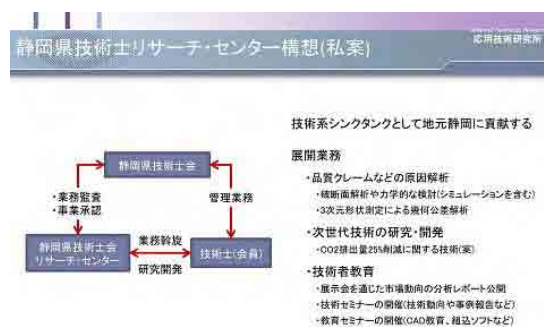 静岡県技術士リサーチ・センター構想(私案)
応用技術研究所
技術系シンクタンクとして地元静岡に貢献する
静岡県技術士会
・業務監査
・事業承認
管理業務
静岡県技術士会
リサーチ・センター
業務斡旋
研究開発
技術士(会員)
展開業務
・品質クレームなどの原因解析
・破断面解析や力学的な検討(シミュレーションを含む)
・3次元形状測定による幾何公差解析
・次世代技術の研究・開発
・CO2排出量25%削減に関する技術(案)
・技術者教育
・展示会を通じた市場動向の分析レポート公開
・技術セミナーの開催(技術動向や事例報告など)
・教育セミナーの開催(CAD教育、組込ソフトなど)